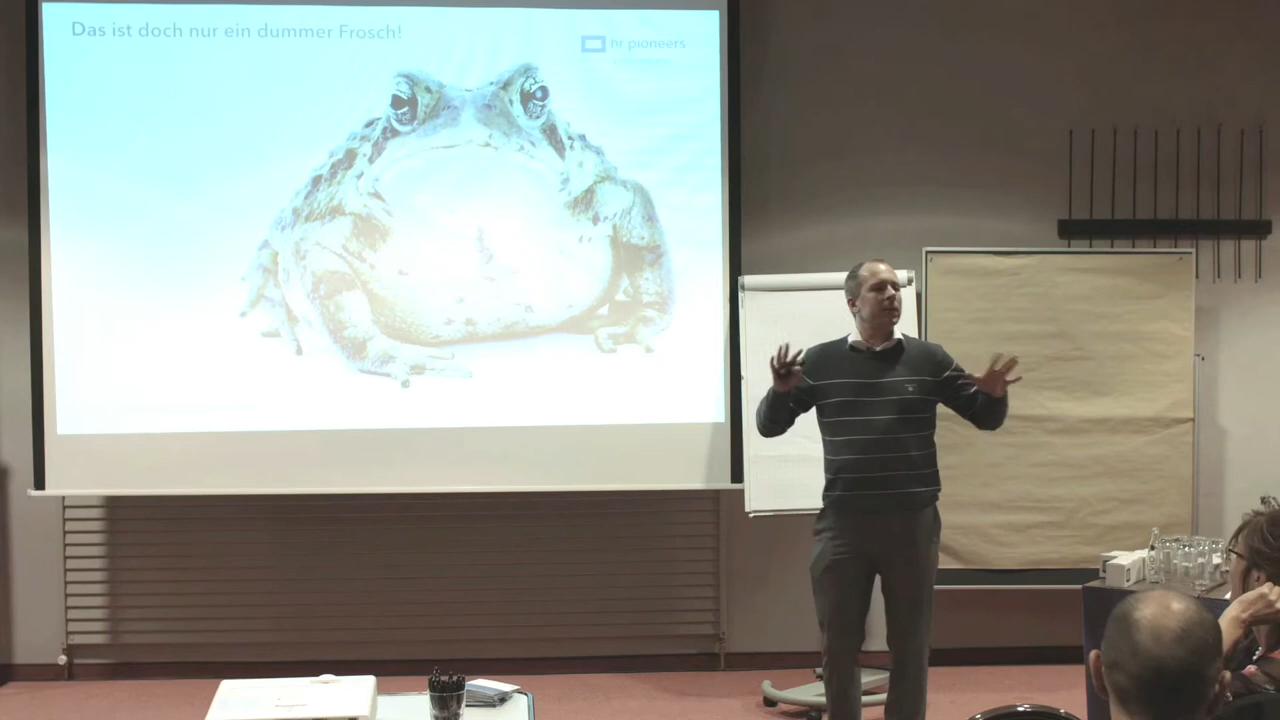 Das ist doch nur ein dummer Frosch!
hr pioneers